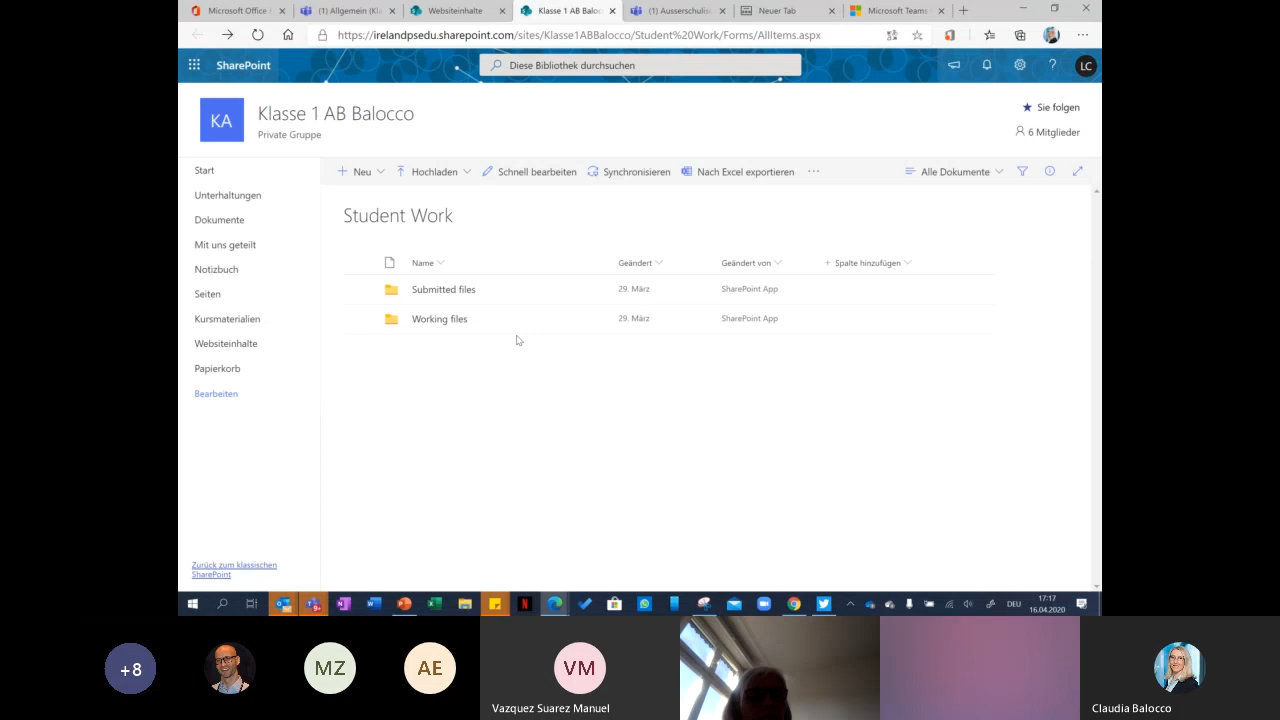 Microsoft Office
(1) Allgemein (Kl
Websiteinhalte
Klasse 1 AB Baloc
(1) Ausserschulis
Neuer Tab
Microsoft Teams
https://irelandpsedu.sharepoint.com/sites/Klasse1ABBalocco/Student%20Work/Forms/AllItems.aspx
SharePoint
Diese Bibliothek durchsuchen
LC
KA
Klasse 1 AB Balocco
Private Gruppe
Sie folgen
6 Mitglieder
Start
Unterhaltungen
Dokumente
Mit uns geteilt
Notizbuch
Seiten
Kursmaterialien
Websiteinhalte
Papierkorb
Bearbeiten
Zurück zum klassischen
SharePoint
Neu
Hochladen
Schnell bearbeiten
Synchronisieren
Nach Excel exportieren
Alle Dokumente
Student Work
Name
Geändert
Geändert von
Spalte hinzufügen
Submitted files
29. März
SharePoint App
Working files
29. März
SharePoint App
DEU
17:17
16.04.2020
+8
MZ
AE
VM
Vazquez Suarez Manuel
Claudia Balocco